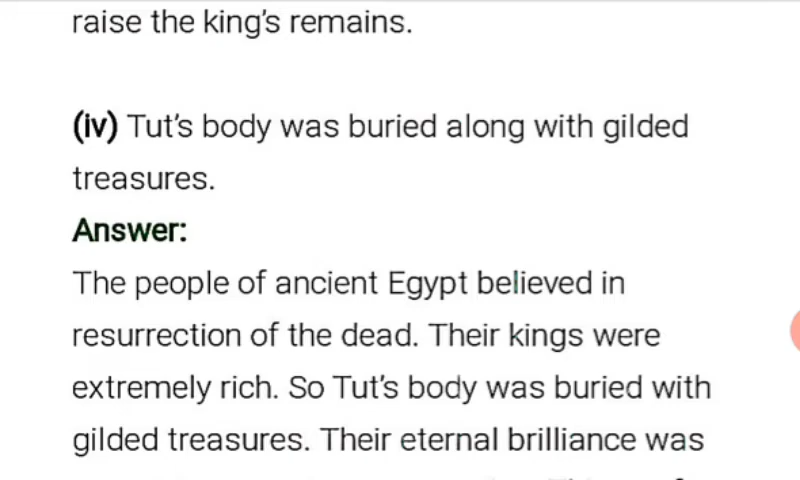 raise the king's remains.
(iv) Tut's body was buried along with gilded
treasures.
Answer:
The people of ancient Egypt believed in
resurrection of the dead. Their kings were
extremely rich. So Tut's body was buried with
gilded treasures. Their eternal brilliance was